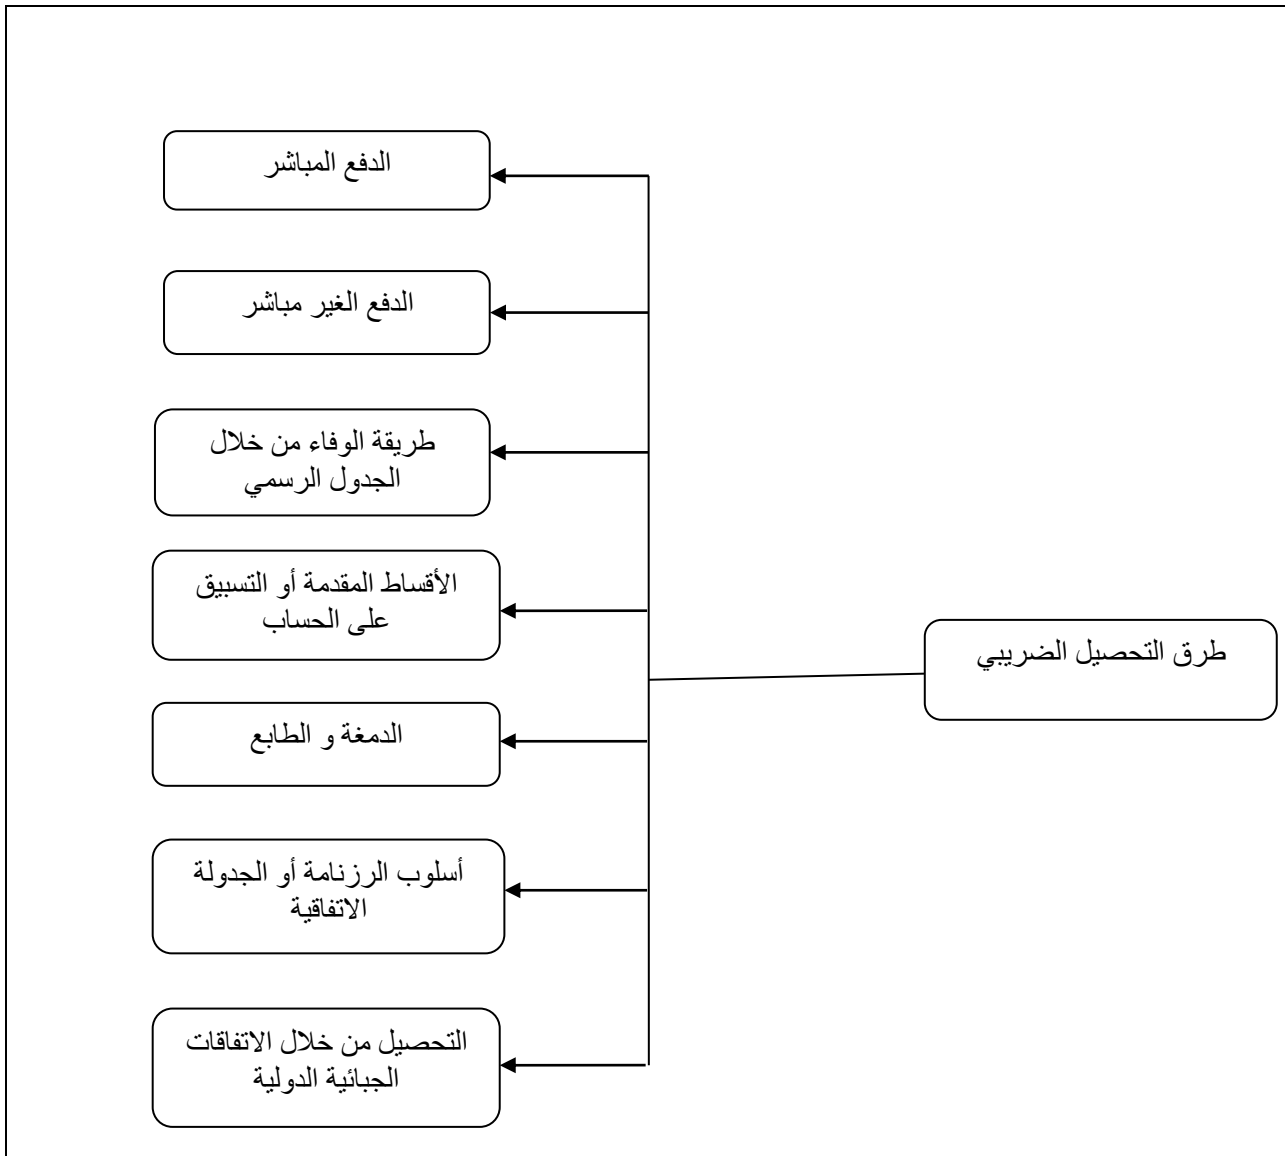 طرق التحصيل الضريبي
الدفع المباشر
الدفع الغير مباشر
طريقة الوفاء من خلال
الجدول الرسمي
الأقساط المقدمة أو التسبيق
على الحساب
الدمغة و الطابع
أسلوب الرزنامة أو الجدولة
الاتفاقية
التحصيل من خلال الاتفاقات
الجبائية الدولية